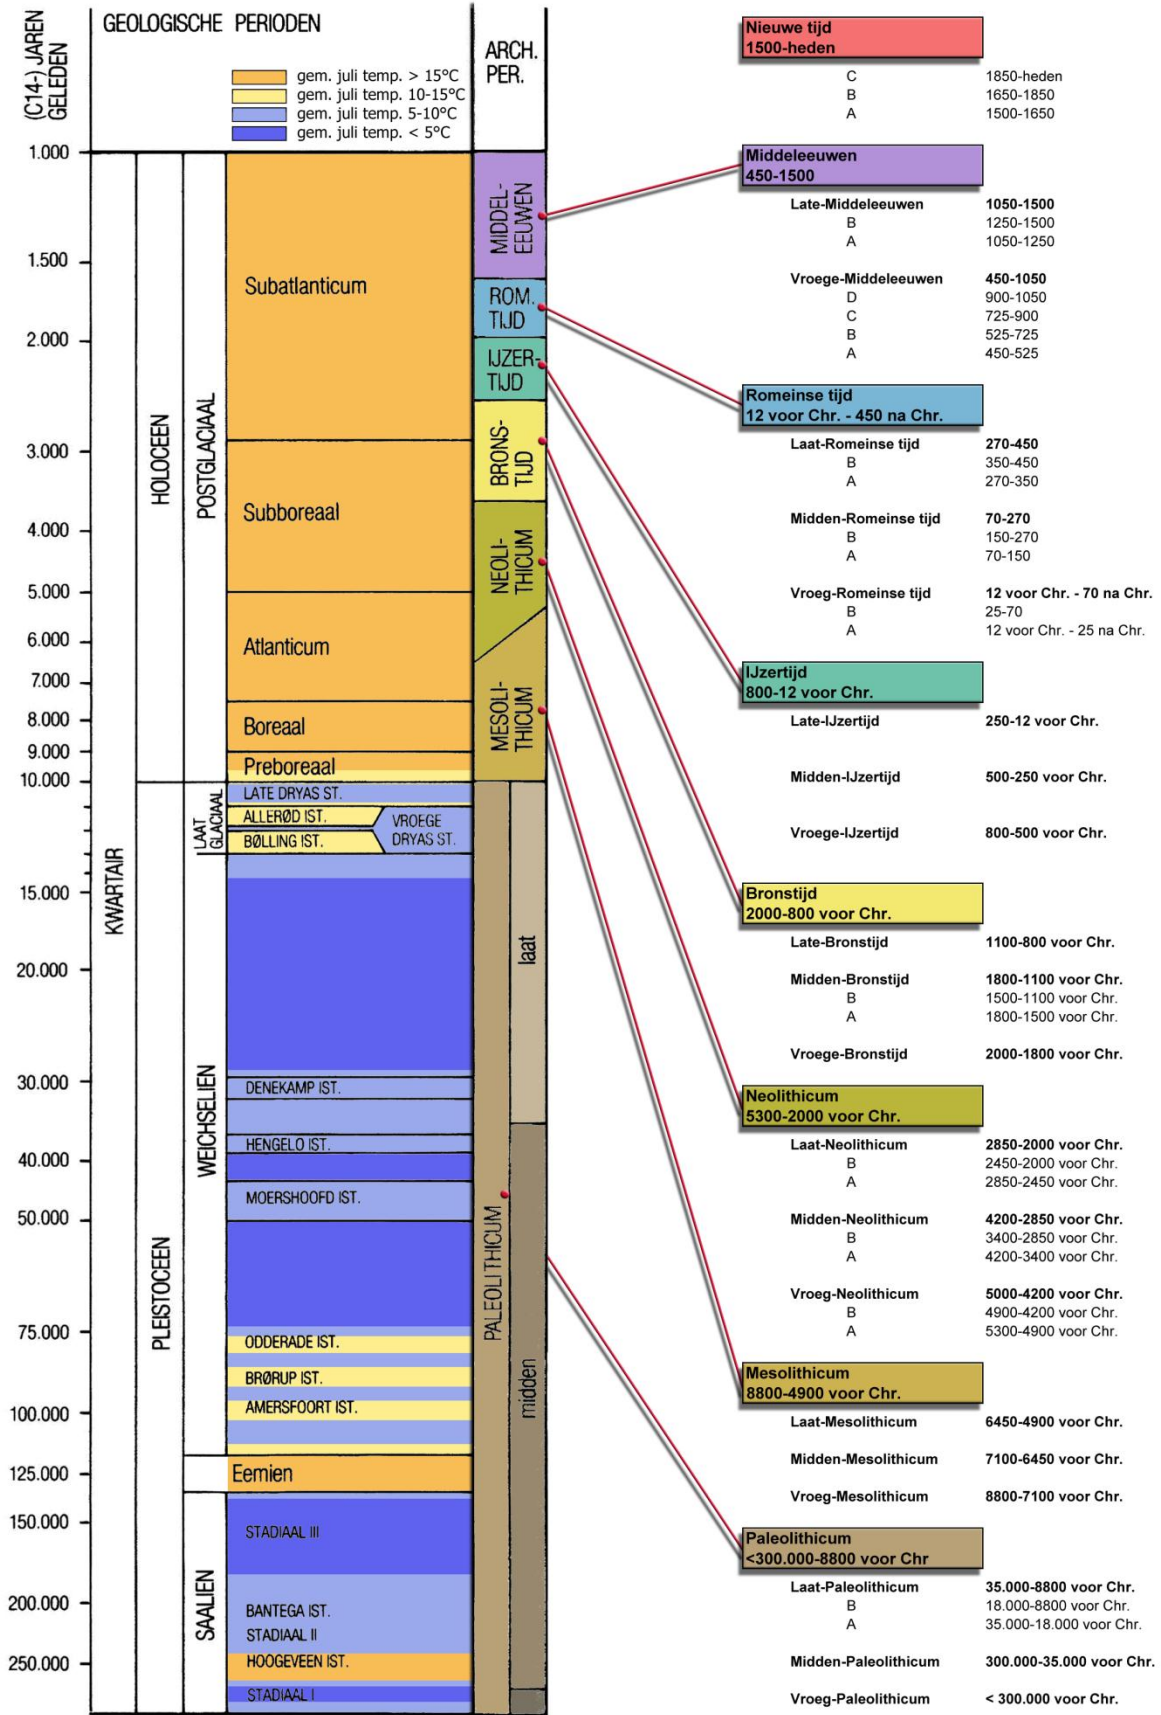 GEOLOGISCHE PERIODEN
(C14-) JAREN
GELEDEN
ARCH.
PER.
gem. juli temp. > 15°C
gem. juli temp. 10-15°C
gem. juli temp. 5-10°C
gem. juli temp. < 5°C
1.000
1.500
2.000
3.000
4.000
5.000
6.000
7.000
8.000
9.000
10.000
15.000
20.000
30.000
40.000
50.000
75.000
100.000
125.000
150.000
200.000
250.000
KWARTAIR
HOLOCEEN
PLEISTOCEEN
POSTGLACIAAL
LAAT
GLACIAAL
WEICHSELIEN
SAALIEN
Subatlanticum
Subboreaal
Atlanticum
Boreaal
Preboreaal
LATE DRYAS ST.
ALLERØD IST.
VROEGE
DRYAS ST.
BØLLING IST.
DENEKAMP IST.
HENGELO IST.
MOERSHOOFD IST.
ODDERADE IST.
BRØRUP IST.
AMERSFOORT IST.
Eemien
STADIAAL III
BANTEGA IST.
STADIAAL II
HOOGEVEEN IST.
STADIAAL I
MIDDEL-
EEUWEN
ROM.
TIJD
IJZER-
TIJD
BRONS-
TIJD
NEOLI-
THICUM
MESOLI-
THICUM
PALEOLITHICUM
laat
midden
Nieuwe tijd
1500-heden
C 1850-heden
B 1650-1850
A 1500-1650
Middeleeuwen
450-1500
Late-Middeleeuwen 1050-1500
B 1250-1500
A 1050-1250
Vroege-Middeleeuwen 450-1050
D 900-1050
C 725-900
B 525-725
A 450-525
Romeinse tijd
12 voor Chr. - 450 na Chr.
Laat-Romeinse tijd 270-450
B 350-450
A 270-350
Midden-Romeinse tijd 70-270
B 150-270
A 70-150
Vroeg-Romeinse tijd 12 voor Chr. - 70 na Chr.
B 25-70
A 12 voor Chr. - 25 na Chr.
IJzertijd
800-12 voor Chr.
Late-IJzertijd 250-12 voor Chr.
Midden-IJzertijd 500-250 voor Chr.
Vroege-IJzertijd 800-500 voor Chr.
Bronstijd
2000-800 voor Chr.
Late-Bronstijd 1100-800 voor Chr.
Midden-Bronstijd 1800-1100 voor Chr.
B 1500-1100 voor Chr.
A 1800-1500 voor Chr.
Vroege-Bronstijd 2000-1800 voor Chr.
Neolithicum
5300-2000 voor Chr.
Laat-Neolithicum 2850-2000 voor Chr.
B 2450-2000 voor Chr.
A 2850-2450 voor Chr.
Midden-Neolithicum 4200-2850 voor Chr.
B 3400-2850 voor Chr.
A 4200-3400 voor Chr.
Vroeg-Neolithicum 5000-4200 voor Chr.
B 4900-4200 voor Chr.
A 5300-4900 voor Chr.
Mesolithicum
8800-4900 voor Chr.
Laat-Mesolithicum 6450-4900 voor Chr.
Midden-Mesolithicum 7100-6450 voor Chr.
Vroeg-Mesolithicum 8800-7100 voor Chr.
Paleolithicum
<300.000-8800 voor Chr
Laat-Paleolithicum 35.000-8800 voor Chr.
B 18.000-8800 voor Chr.
A 35.000-18.000 voor Chr.
Midden-Paleolithicum 300.000-35.000 voor Chr.
Vroeg-Paleolithicum < 300.000 voor Chr.